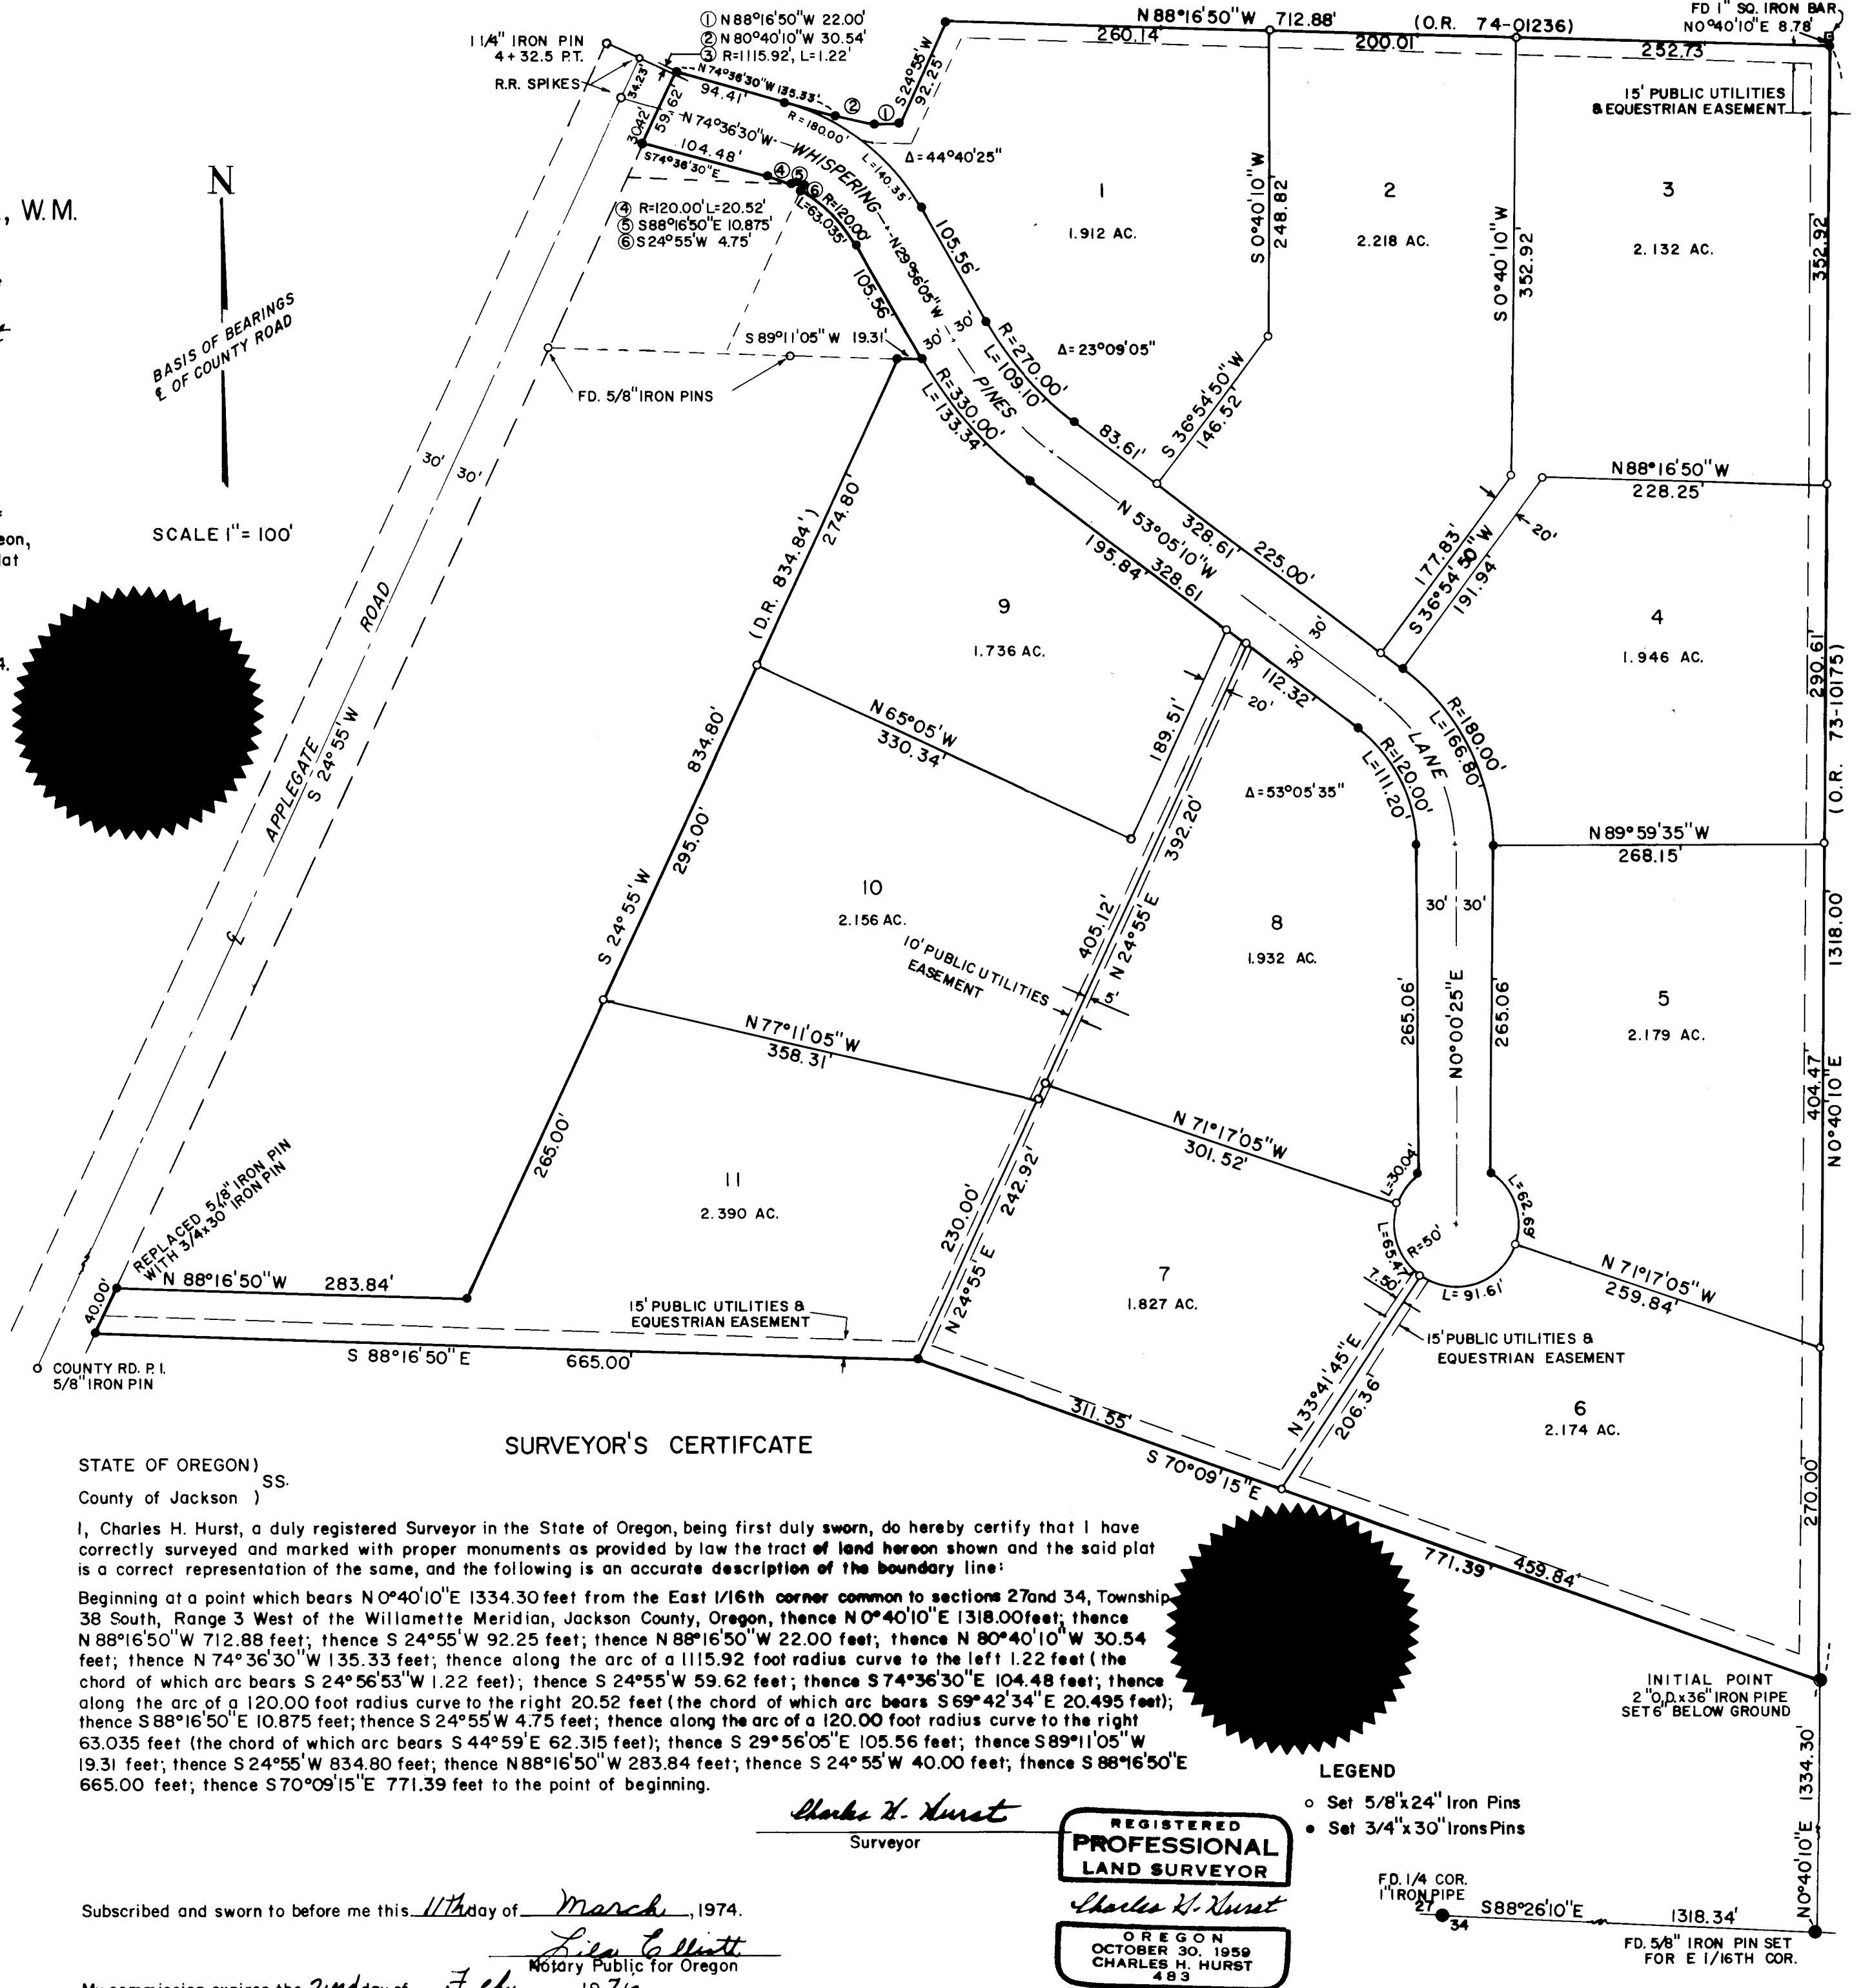 ① N 88°16'50"W 22.00'
② N 80°40'10"W 30.54'
③ R=1115.92, L=1.22'
N 88°16'50"W 712.88' (O.R. 74-01236)
260.14'
200.01'
252.73'
FD 1" SQ. IRON BAR
N0°40'10"E 8.78'
1 1/4" IRON PIN
4+32.5 P.T.
R.R. SPIKES
34.23'
30.42'
59.62'
N 74°36'30"W 135.33'
94.41'
②
①
S 24°55'W
92.25'
15' PUBLIC UTILITIES
& EQUESTRIAN EASEMENT
N 74°36'30"W
R=180.00'
L=140.35'
Δ=44°40'25"
104.48'
S74°36'30"E
④ ⑤
⑥
R=120.00'
L=63.035'
④ R=120.00' L=20.52'
⑤ S88°16'50"E 10.875'
⑥ S24°55'W 4.75'
WHISPERING
PINES
LANE
N29°56'05"W
105.56'
105.56'
30' 30'
1
1.912 AC.
S 0°40'10"W
248.82'
2
2.218 AC.
S 0°40'10"W
352.92'
3
2.132 AC.
352.92'
N
., W.M.
BASIS OF BEARINGS
℄ OF COUNTY ROAD
SCALE 1"= 100'
eon,
lat
4.
S 89°11'05"W 19.31'
FD. 5/8" IRON PINS
R=270.00'
L=109.10'
Δ=23°09'05"
R=330.00'
L=133.34'
83.61'
S 36°54'50"W
146.52'
30' 30'
N88°16'50"W
228.25'
N 53°05'10"W
328.61'
225.00'
195.84'
328.61
177.83'
S 36°54'50"W
191.94'
20'
(D.R. 834.84')
274.80'
9
1.736 AC.
4
1.946 AC.
290.61'
(O.R. 73-10175)
30'
30'
112.32'
20'
189.51'
N 65°05'W
330.34'
APPLEGATE ROAD
S 24°55'W
℄
834.80'
S 24°55'W
295.00'
R=180.00'
L=166.80'
R=120.00'
L=111.20'
Δ=53°05'35"
N 89°59'35"W
268.15'
392.20'
405.12'
N 24°55'E
10
2.156 AC.
10' PUBLIC UTILITIES
EASEMENT
5'
8
1.932 AC.
30' 30'
265.06'
N0°00'25"E
265.06'
5
2.179 AC.
1318.00'
404.47'
N0°40'10"E
N 77°11'05"W
358.31'
265.00'
N 71°17'05"W
301.52'
L=30.04'
L=62.69'
L=65.47'
R=50'
L=91.61'
7.50'
11
2.390 AC.
230.00'
242.92'
N 24°55'E
7
1.827 AC.
N 71°17'05"W
259.84'
REPLACED 5/8" IRON PIN
WITH 3/4x30" IRON PIN
N 88°16'50"W 283.84'
40.00'
15' PUBLIC UTILITIES &
EQUESTRIAN EASEMENT
S 88°16'50"E 665.00'
COUNTY RD. P.I.
5/8" IRON PIN
15' PUBLIC UTILITIES &
EQUESTRIAN EASEMENT
N 33°41'45"E
206.36'
6
2.174 AC.
270.00'
311.55'
S 70°09'15"E
771.39'
459.84'
SURVEYOR'S CERTIFCATE
STATE OF OREGON)
SS.
County of Jackson )
I, Charles H. Hurst, a duly registered Surveyor in the State of Oregon, being first duly sworn, do hereby certify that I have
correctly surveyed and marked with proper monuments as provided by law the tract of land hereon shown and the said plat
is a correct representation of the same, and the following is an accurate description of the boundary line:
Beginning at a point which bears N 0°40'10"E 1334.30 feet from the East 1/16th corner common to sections 27and 34, Township
38 South, Range 3 West of the Willamette Meridian, Jackson County, Oregon, thence N 0°40'10"E 1318.00feet; thence
N 88°16'50"W 712.88 feet; thence S 24°55'W 92.25 feet; thence N 88°16'50"W 22.00 feet; thence N 80°40'10"W 30.54
feet; thence N 74°36'30"W 135.33 feet; thence along the arc of a 1115.92 foot radius curve to the left 1.22 feet (the
chord of which arc bears S 24°56'53"W 1.22 feet); thence S 24°55'W 59.62 feet; thence S 74°36'30"E 104.48 feet; thence
along the arc of a 120.00 foot radius curve to the right 20.52 feet (the chord of which arc bears S 69°42'34"E 20.495 feet);
thence S 88°16'50"E 10.875 feet; thence S 24°55'W 4.75 feet; thence along the arc of a 120.00 foot radius curve to the right
63.035 feet (the chord of which arc bears S 44°59'E 62.315 feet); thence S 29°56'05"E 105.56 feet; thence S89°11'05"W
19.31 feet; thence S 24°55'W 834.80 feet; thence N88°16'50"W 283.84 feet; thence S 24°55'W 40.00 feet; thence S 88°16'50"E
665.00 feet; thence S 70°09'15"E 771.39 feet to the point of beginning.
Charles H. Hurst
Surveyor
REGISTERED
PROFESSIONAL
LAND SURVEYOR
Charles H. Hurst
OREGON
OCTOBER 30, 1959
CHARLES H. HURST
483
Subscribed and sworn to before me this 11th day of March, 1974.
Lila Elliott
Notary Public for Oregon
My commission expires the 2nd day of Feby
INITIAL POINT
2" O.D.x36" IRON PIPE
SET 6" BELOW GROUND
LEGEND
○ Set 5/8"x24" Iron Pins
● Set 3/4"x30" Irons Pins
N0°40'10"E 1334.30'
FD. 1/4 COR.
1" IRON PIPE
27
34
S88°26'10"E 1318.34'
FD. 5/8" IRON PIN SET
FOR E 1/16TH COR.